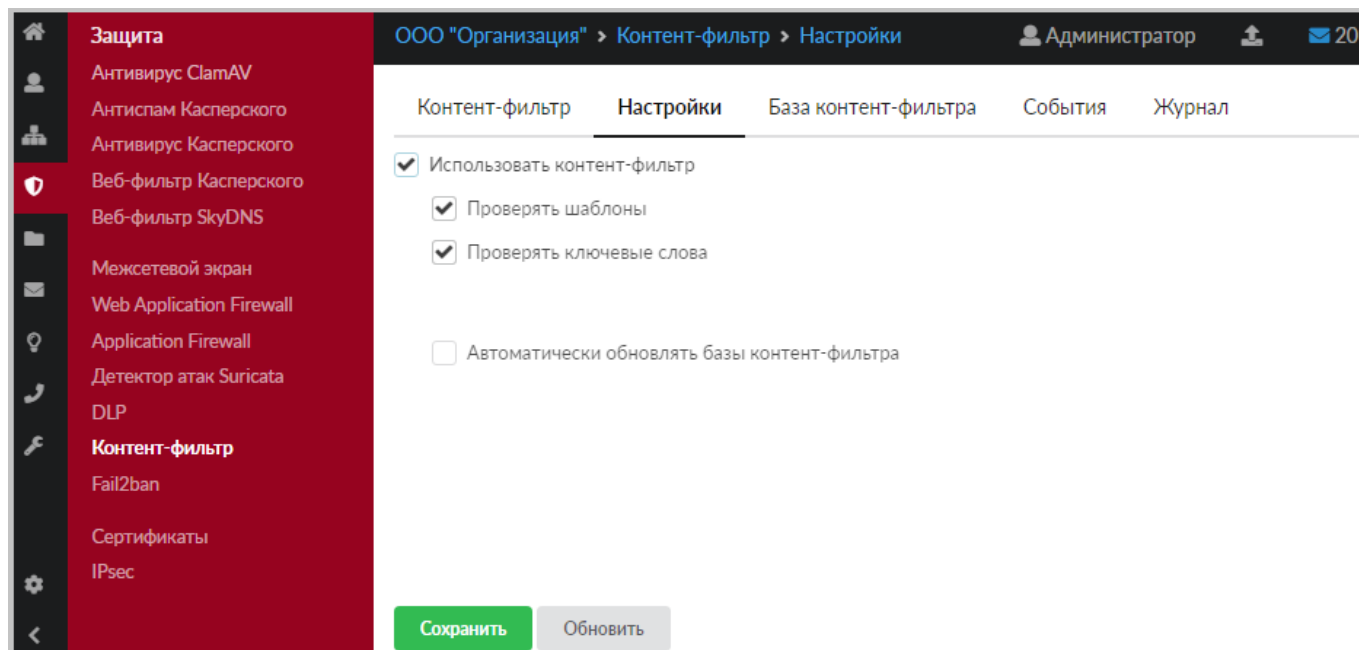 Защита
Антивирус ClamAV
Антиспам Касперского
Антивирус Касперского
Веб-фильтр Касперского
Веб-фильтр SkyDNS
Межсетевой экран
Web Application Firewall
Application Firewall
Детектор атак Suricata
DLP
Контент-фильтр
Fail2ban
Сертификаты
IPsec
ООО "Организация" > Контент-фильтр > Настройки Администратор 20
Контент-фильтр Настройки База контент-фильтра События Журнал
Использовать контент-фильтр
Проверять шаблоны
Проверять ключевые слова
Автоматически обновлять базы контент-фильтра
Сохранить Обновить